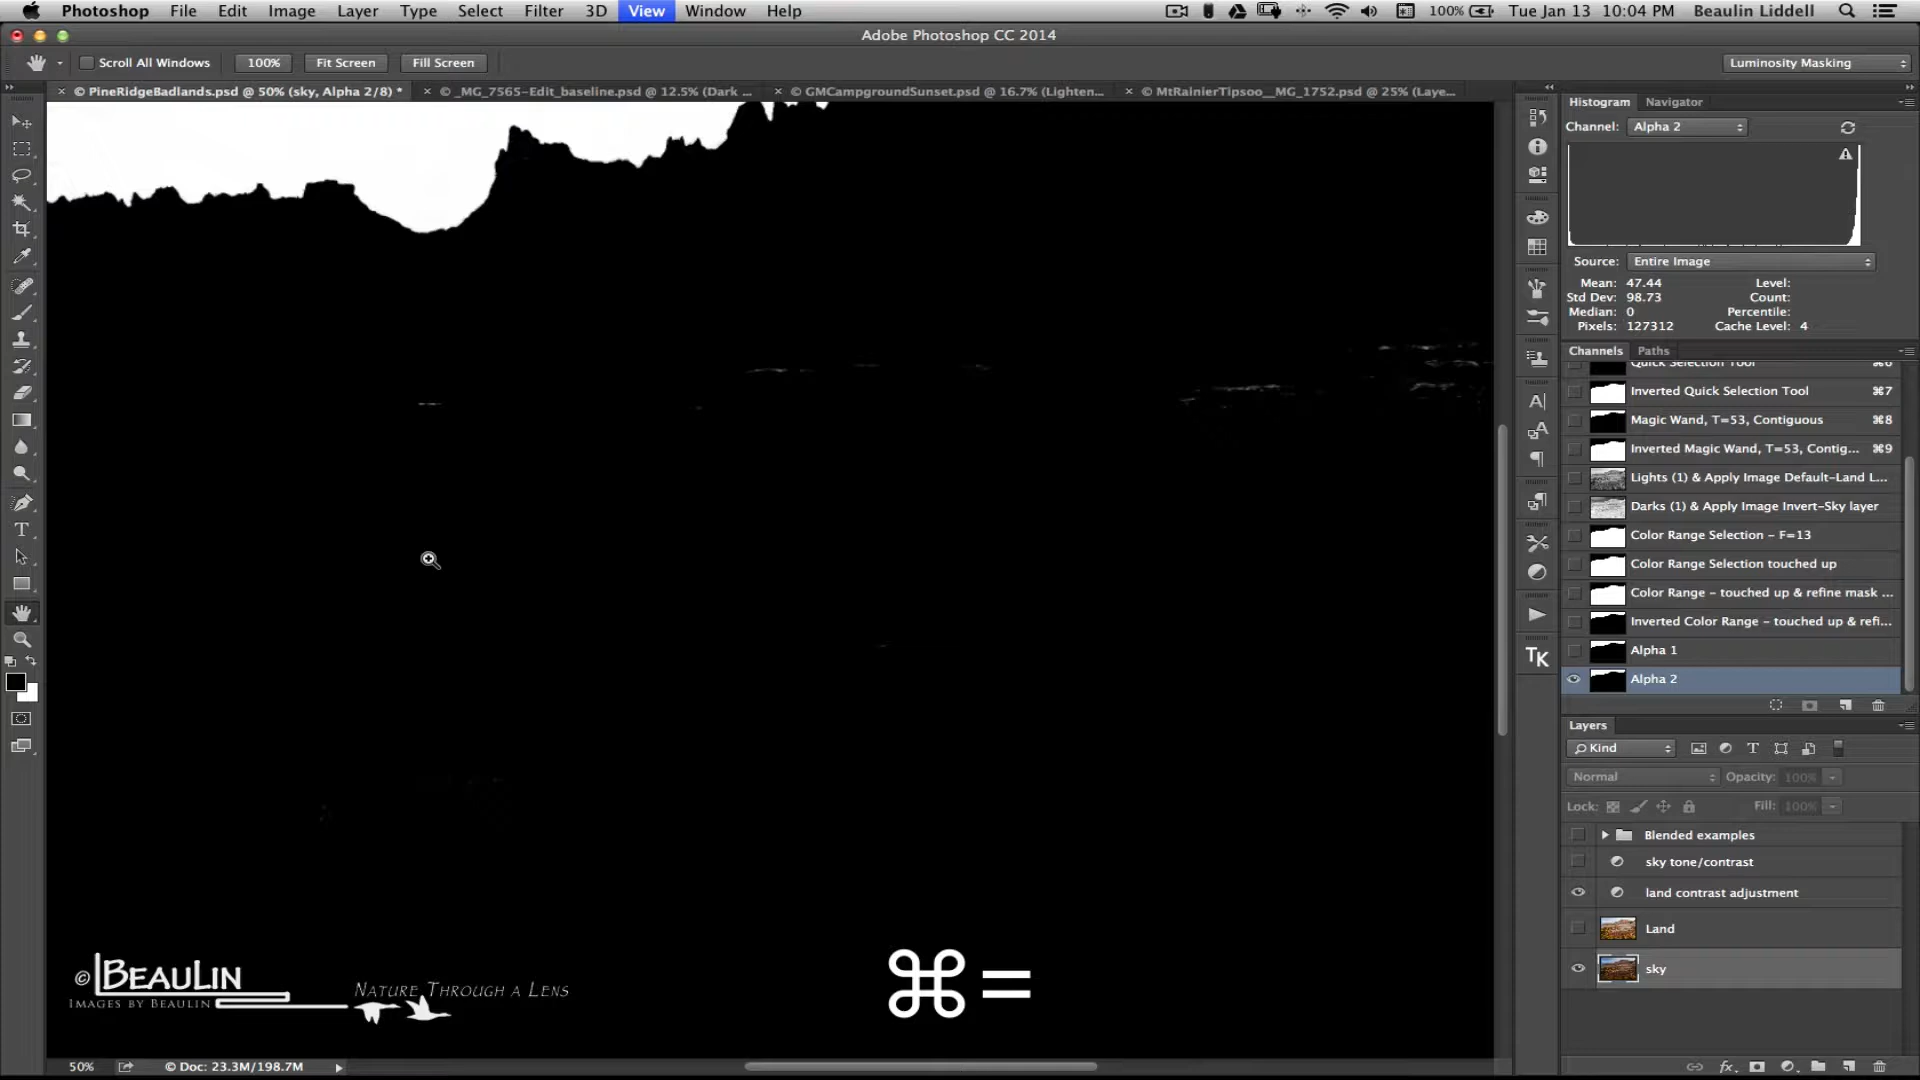 Photoshop File Edit Image Layer Type Select Filter 3D View Window Help 100% Tue Jan 13 10:04 PM Beaulin Liddell
Adobe Photoshop CC 2014
Scroll All Windows 100% Fit Screen Fill Screen Luminosity Masking
© PineRidgeBadlands.psd @ 50% (sky, Alpha 2/8) * © _MG_7565-Edit_baseline.psd @ 12.5% (Dark ... © GMCampgroundSunset.psd @ 16.7% (Lighten... © MtRainierTipsoo__MG_1752.psd @ 25% (Laye...
Histogram Navigator
Channel: Alpha 2
Source: Entire Image
Mean: 47.44 Level:
Std Dev: 98.73 Count:
Median: 0 Percentile:
Pixels: 127312 Cache Level: 4
Channels Paths
Quick Selection Tool ⌘6
Inverted Quick Selection Tool ⌘7
Magic Wand, T=53, Contiguous ⌘8
Inverted Magic Wand, T=53, Contig... ⌘9
Lights (1) & Apply Image Default-Land L...
Darks (1) & Apply Image Invert-Sky layer
Color Range Selection - F=13
Color Range Selection touched up
Color Range - touched up & refine mask ...
Inverted Color Range - touched up & refi...
Alpha 1
Alpha 2
TK
Layers
Kind
Normal Opacity: 100%
Lock: Fill: 100%
Blended examples
sky tone/contrast
land contrast adjustment
Land
sky
© BEAULIN
IMAGES BY BEAULIN
NATURE THROUGH A LENS
⌘=
50% © Doc: 23.3M/198.7M